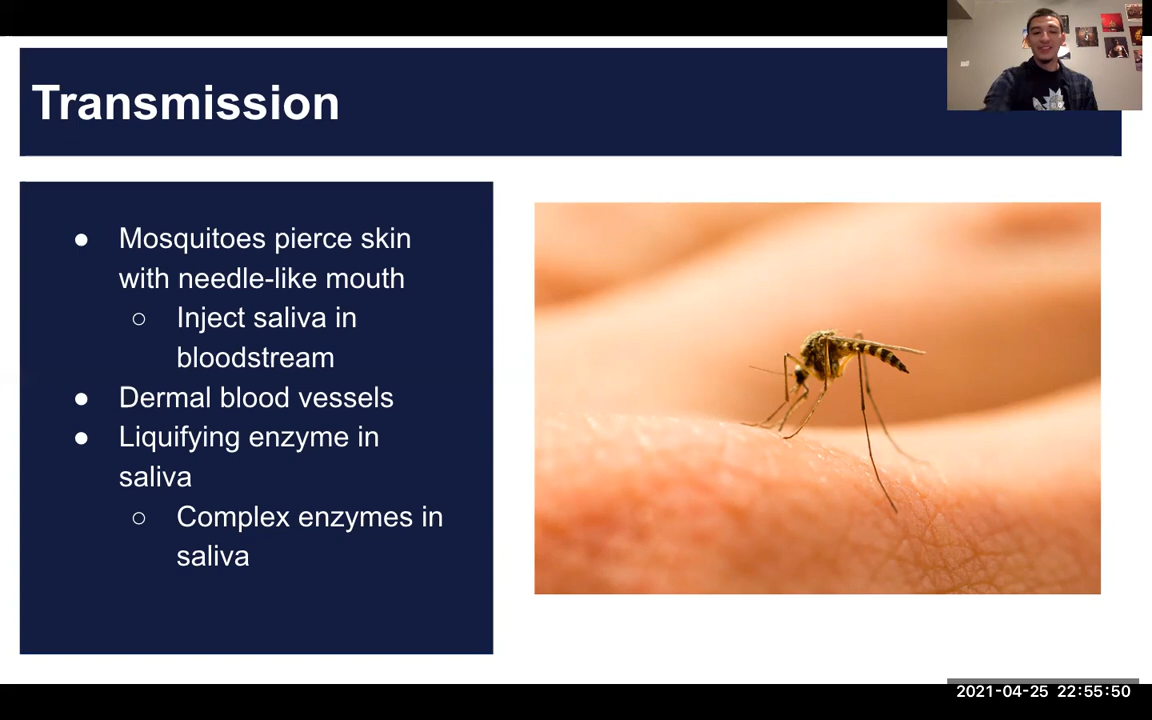 Transmission
● Mosquitoes pierce skin
with needle-like mouth
○ Inject saliva in
bloodstream
● Dermal blood vessels
● Liquifying enzyme in
saliva
○ Complex enzymes in
saliva
2021-04-25 22:55:50